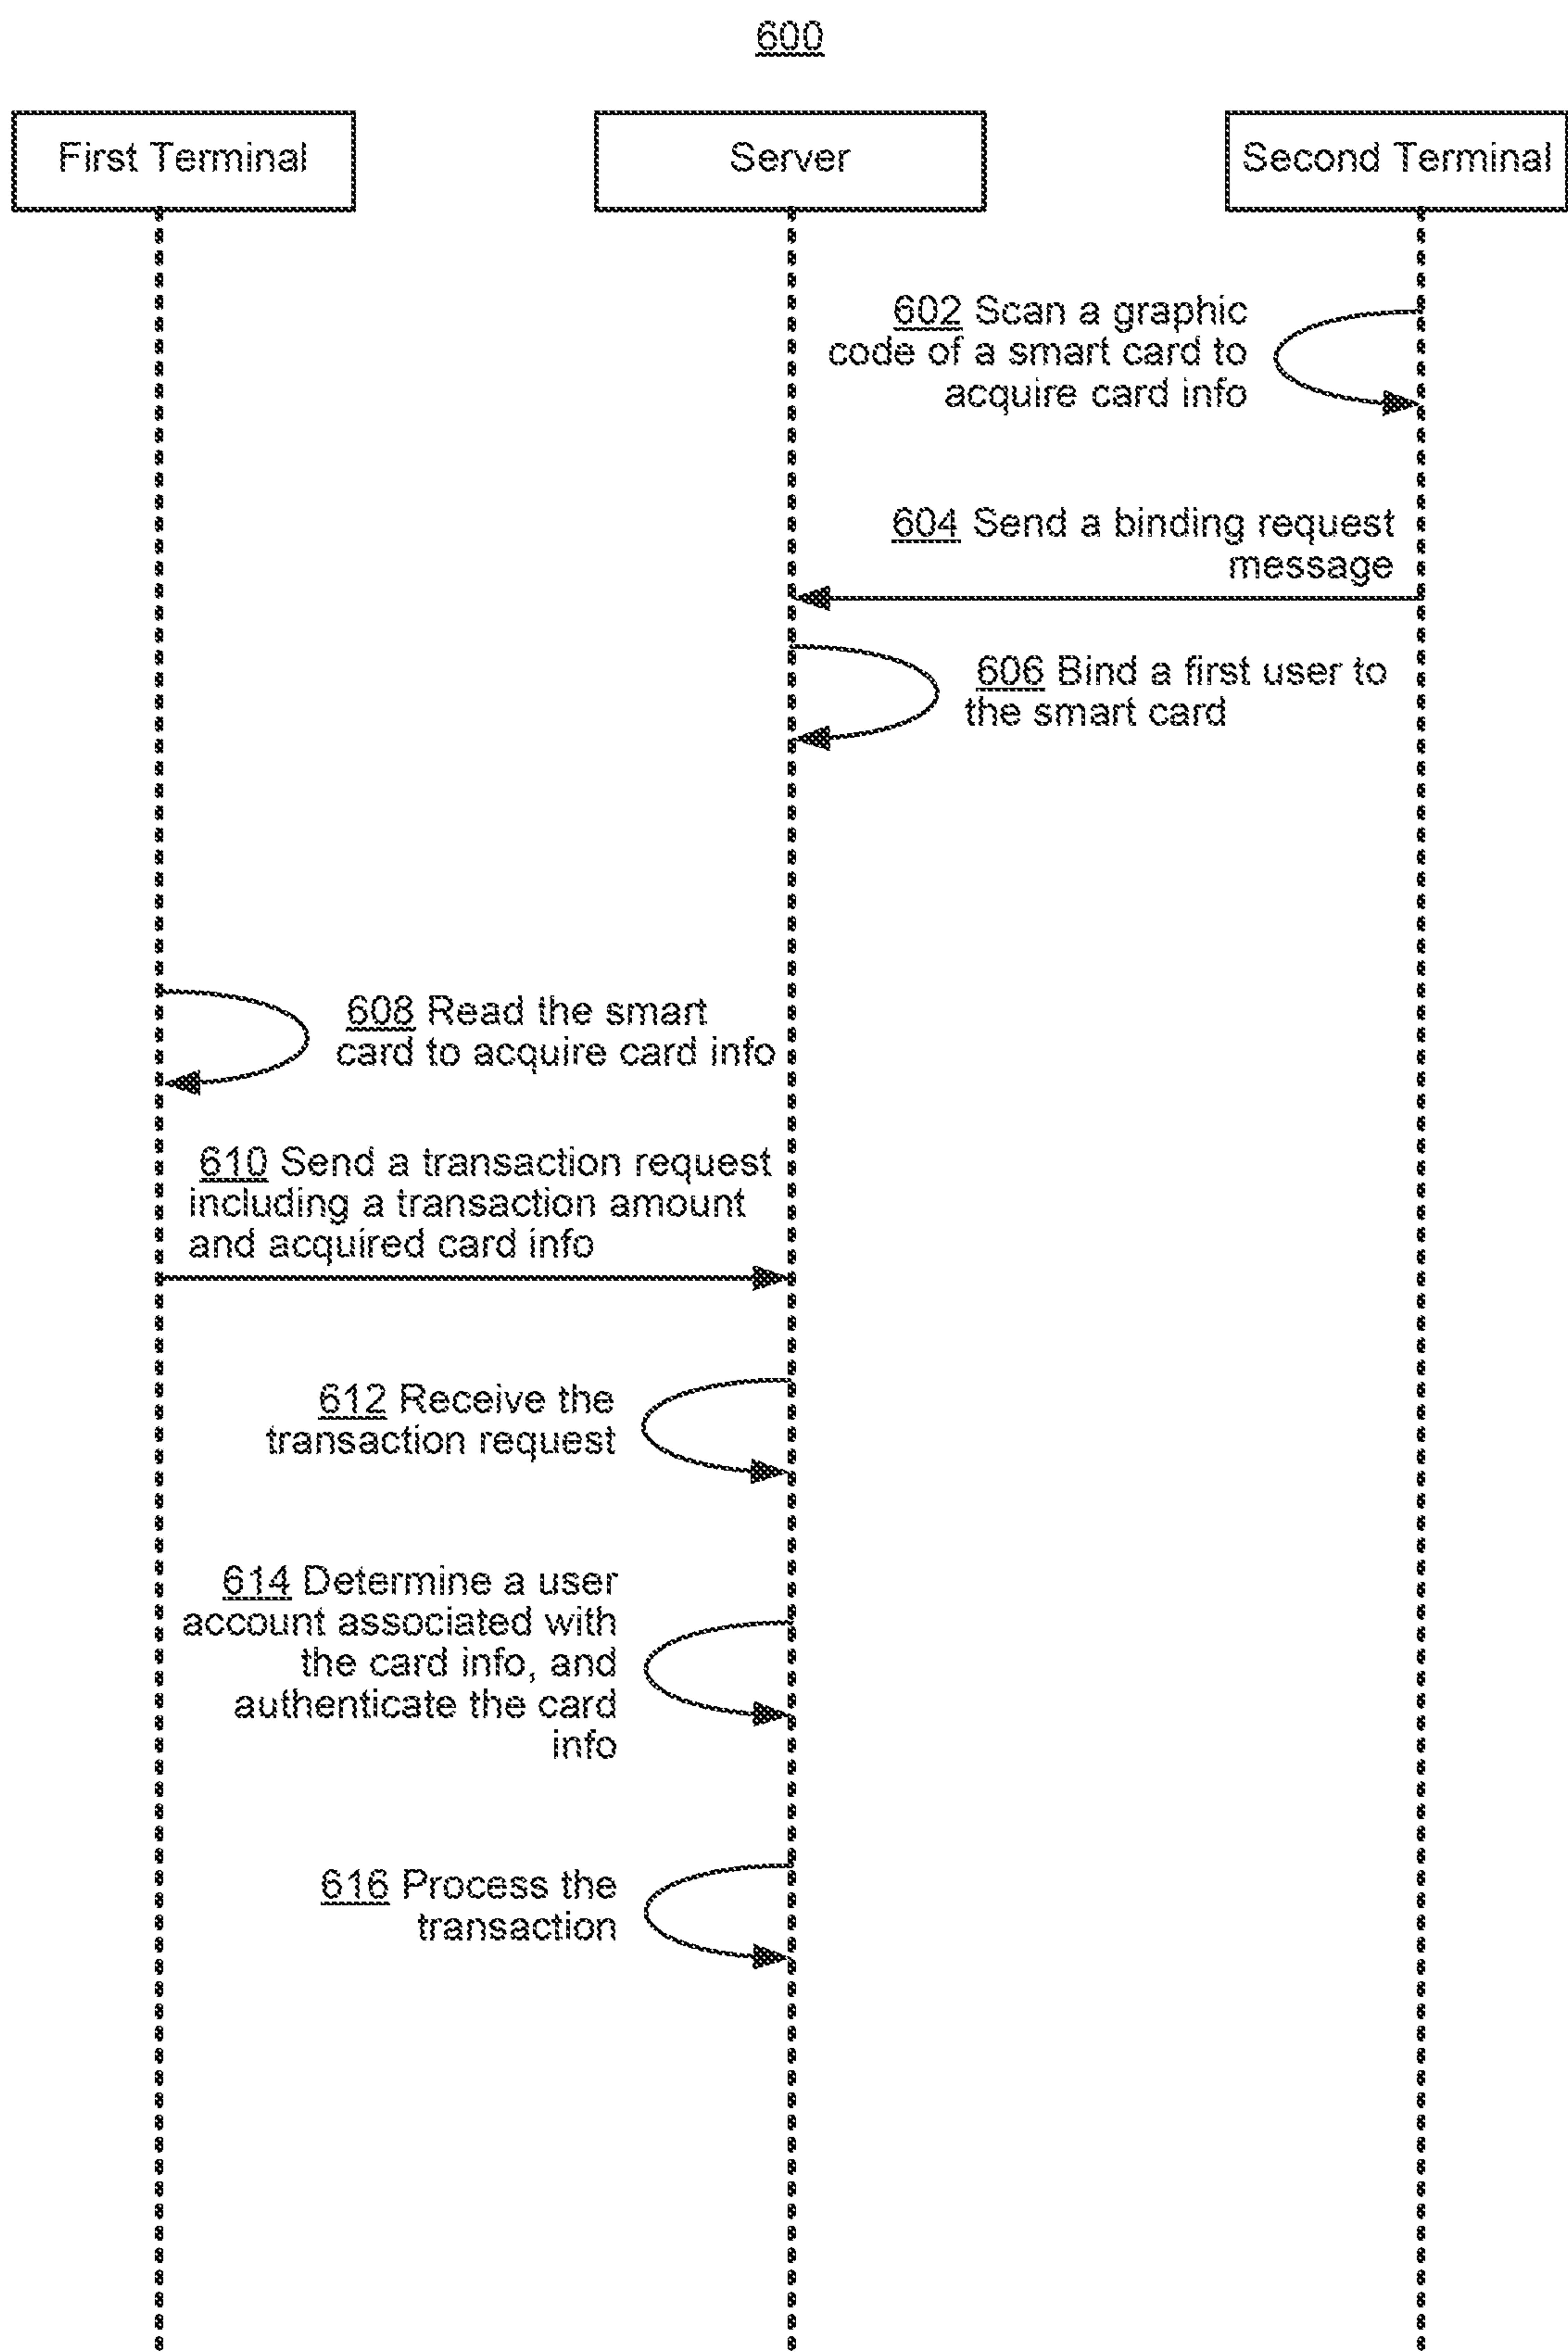 600
First Terminal
Server
Second Terminal
602 Scan a graphic
code of a smart card to
acquire card info
604 Send a binding request
message
606 Bind a first user to
the smart card
608 Read the smart
card to acquire card info
610 Send a transaction request
including a transaction amount
and acquired card info
612 Receive the
transaction request
614 Determine a user
account associated with
the card info, and
authenticate the card
info
616 Process the
transaction